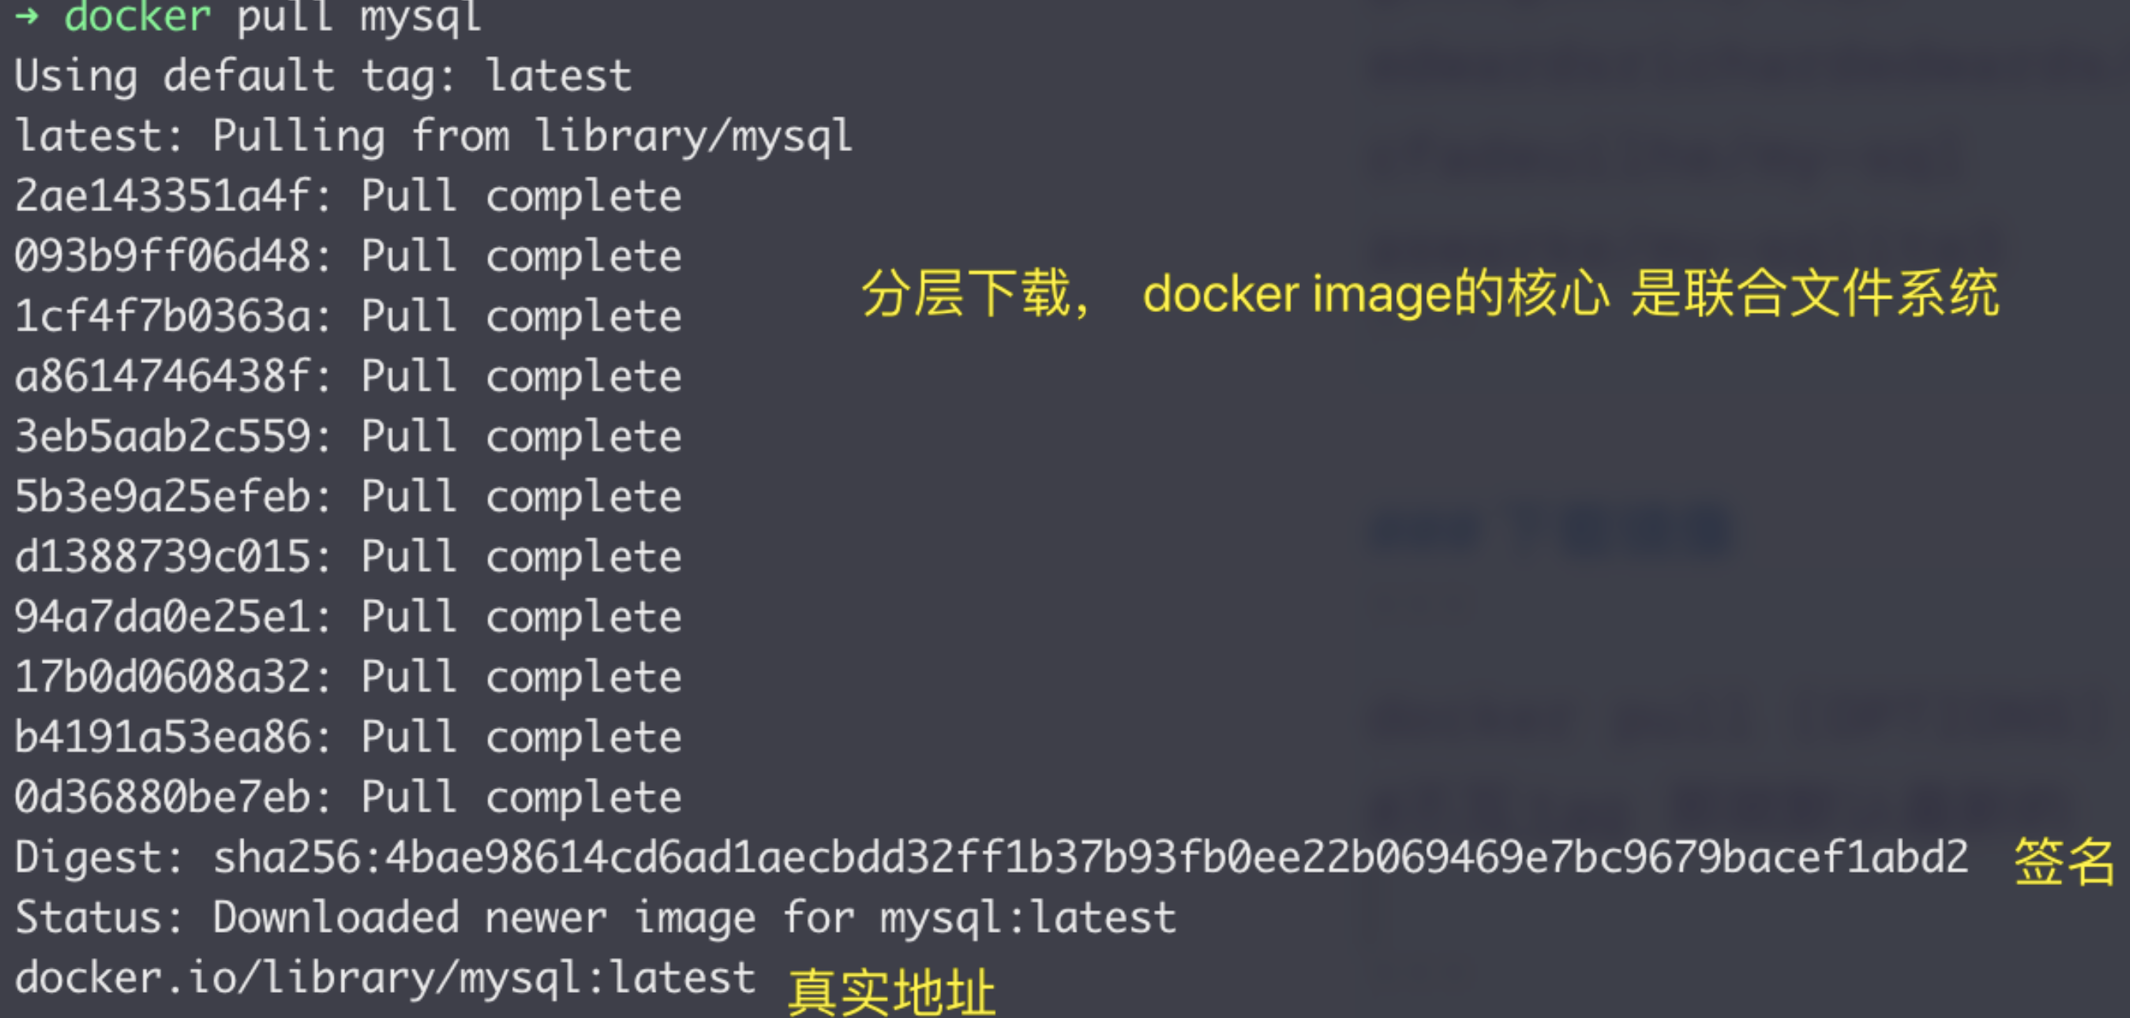 → docker pull mysql
Using default tag: latest
latest: Pulling from library/mysql
2ae143351a4f: Pull complete
093b9ff06d48: Pull complete
分层下载， docker image的核心 是联合文件系统
1cf4f7b0363a: Pull complete
a8614746438f: Pull complete
3eb5aab2c559: Pull complete
5b3e9a25efeb: Pull complete
d1388739c015: Pull complete
94a7da0e25e1: Pull complete
17b0d0608a32: Pull complete
b4191a53ea86: Pull complete
0d36880be7eb: Pull complete
Digest: sha256:4bae98614cd6ad1aecbdd32ff1b37b93fb0ee22b069469e7bc9679bacef1abd2 签名
Status: Downloaded newer image for mysql:latest
docker.io/library/mysql:latest 真实地址